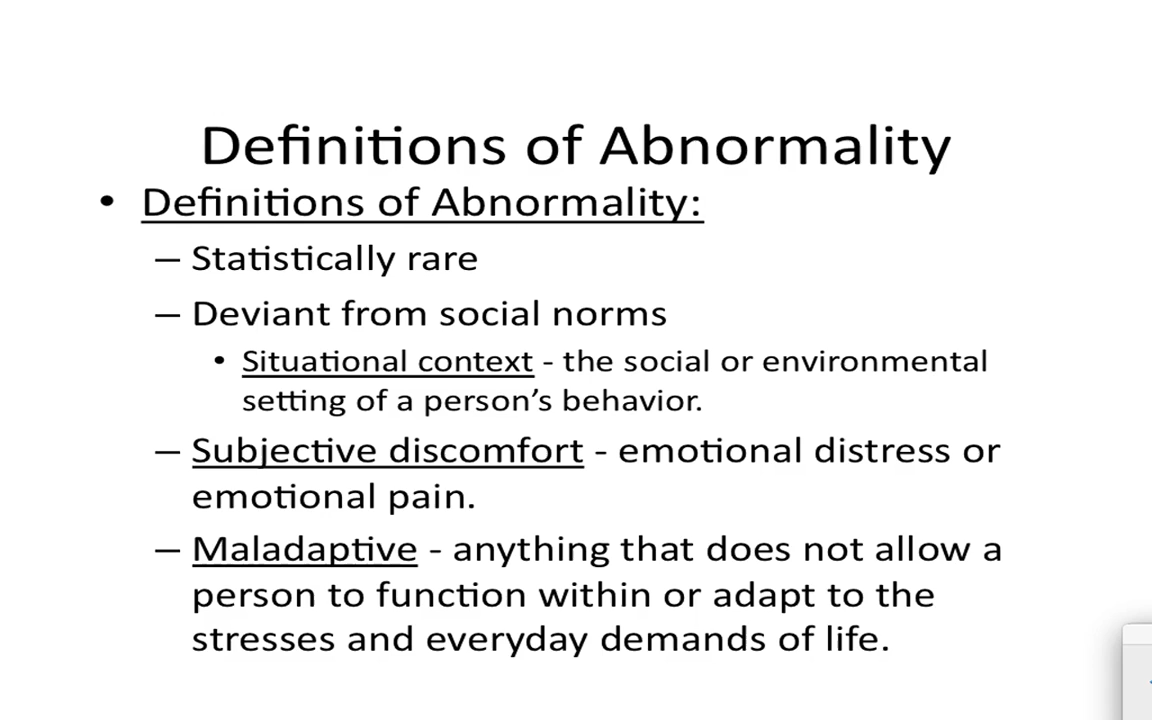 Definitions of Abnormality
• Definitions of Abnormality:
– Statistically rare
– Deviant from social norms
• Situational context - the social or environmental
setting of a person’s behavior.
– Subjective discomfort - emotional distress or
emotional pain.
– Maladaptive - anything that does not allow a
person to function within or adapt to the
stresses and everyday demands of life.